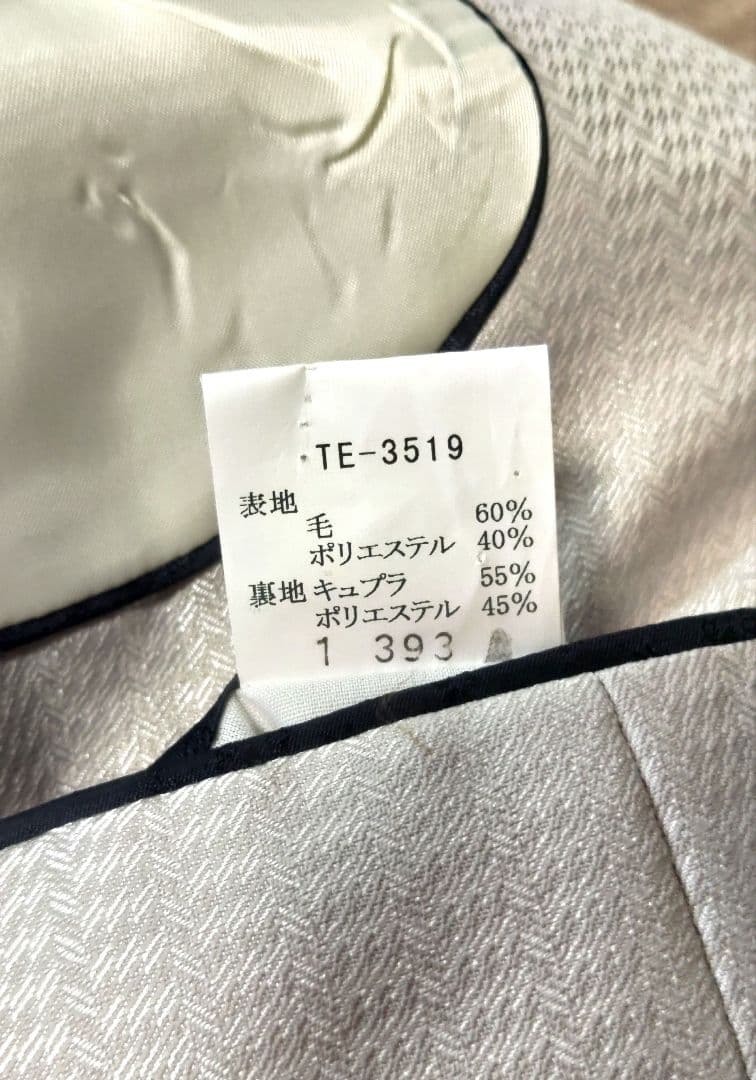 TE-3519
表地
毛 60%
ポリエステル 40%
裏地 キュプラ 55%
ポリエステル 45%
1 393